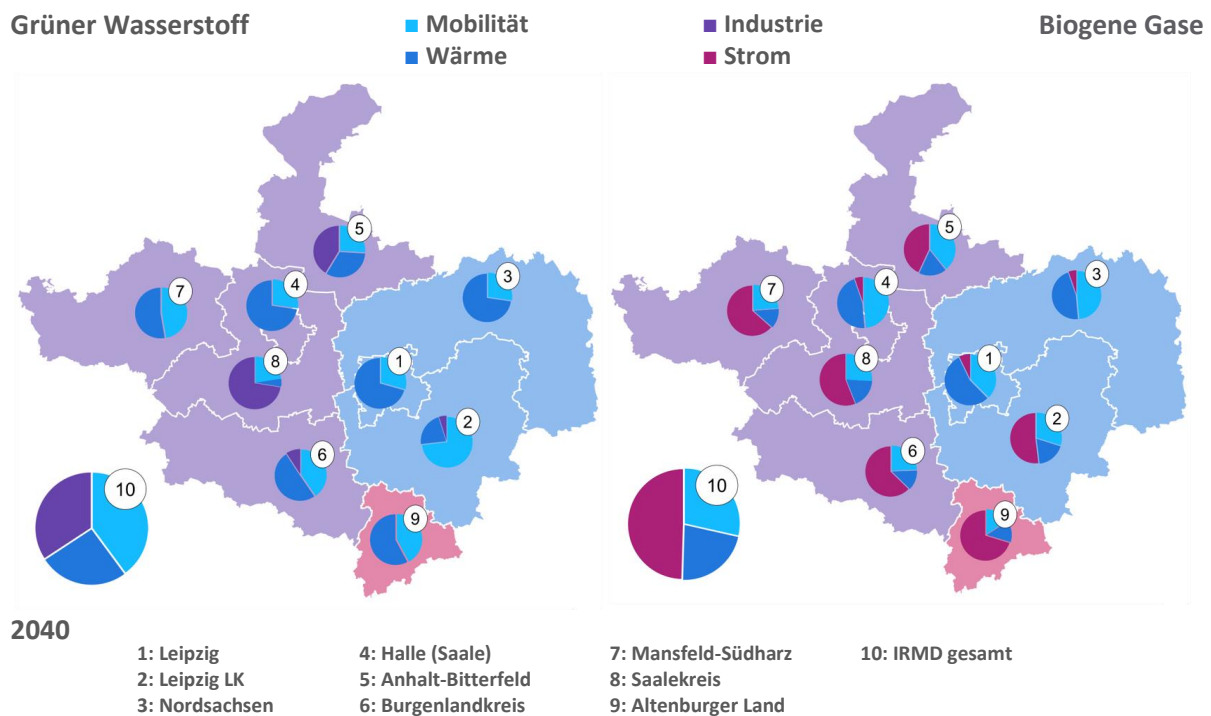 Grüner Wasserstoff
Mobilität
Industrie
Biogene Gase
Wärme
Strom
5
3
4
7
8
1
2
6
10
9
5
3
4
7
8
1
2
6
10
9
2040
1: Leipzig
4: Halle (Saale)
7: Mansfeld-Südharz
10: IRMD gesamt
2: Leipzig LK
5: Anhalt-Bitterfeld
8: Saalekreis
3: Nordsachsen
6: Burgenlandkreis
9: Altenburger Land